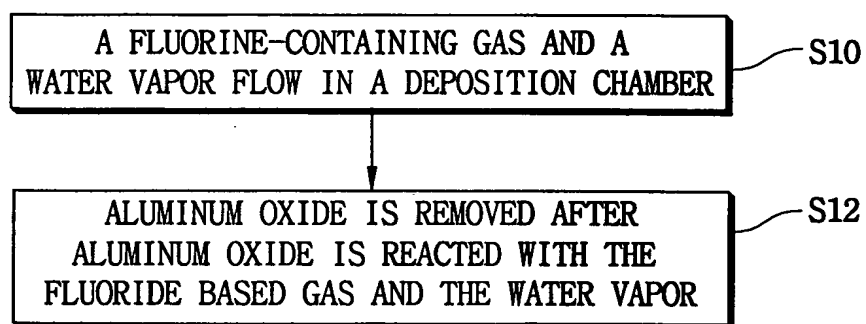 A FLUORINE-CONTAINING GAS AND A
WATER VAPOR FLOW IN A DEPOSITION CHAMBER
S10
ALUMINUM OXIDE IS REMOVED AFTER
ALUMINUM OXIDE IS REACTED WITH THE
FLUORIDE BASED GAS AND THE WATER VAPOR
S12